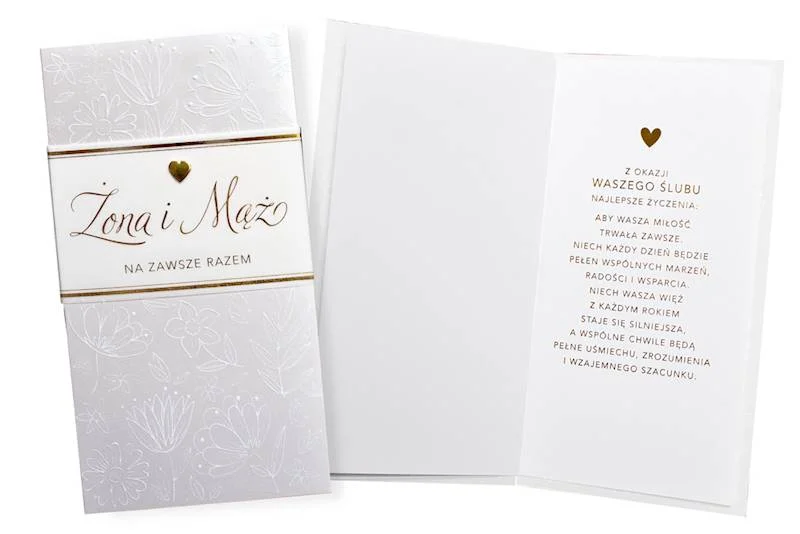 Żona i Mąż
NA ZAWSZE RAZEM
Z OKAZJI
WASZEGO ŚLUBU
NAJLEPSZE ŻYCZENIA:
ABY WASZA MIŁOŚĆ
TRWAŁA ZAWSZE.
NIECH KAŻDY DZIEŃ BĘDZIE
PEŁEN WSPÓLNYCH MARZEŃ,
RADOŚCI I WSPARCIA.
NIECH WASZA WIĘŹ
Z KAŻDYM ROKIEM
STAJE SIĘ SILNIEJSZA,
A WSPÓLNE CHWILE BĘDĄ
PEŁNE UŚMIECHU, ZROZUMIENIA
I WZAJEMNEGO SZACUNKU.